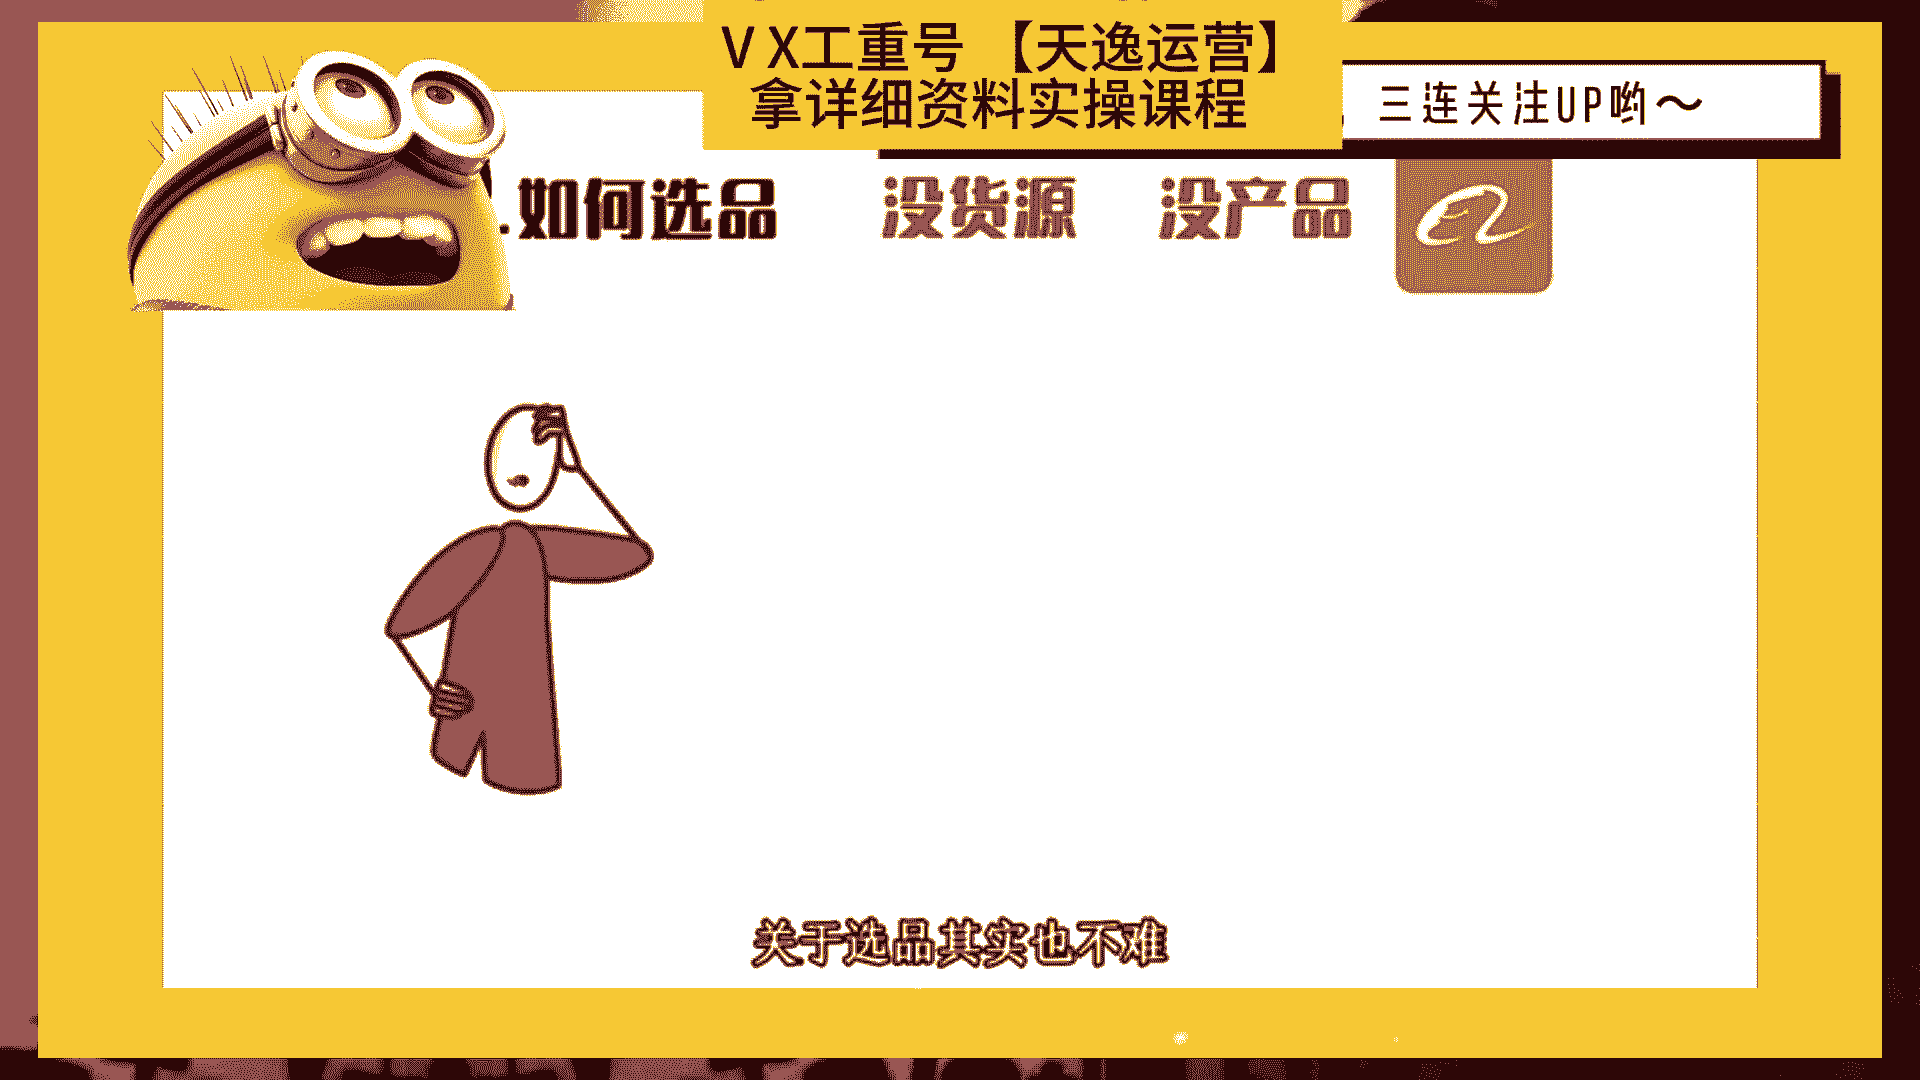 VX工重号【天逸运营】
拿详细资料实操课程
三连关注UP哟～
.如何选品 没货源 没产品
关于选品其实也不难